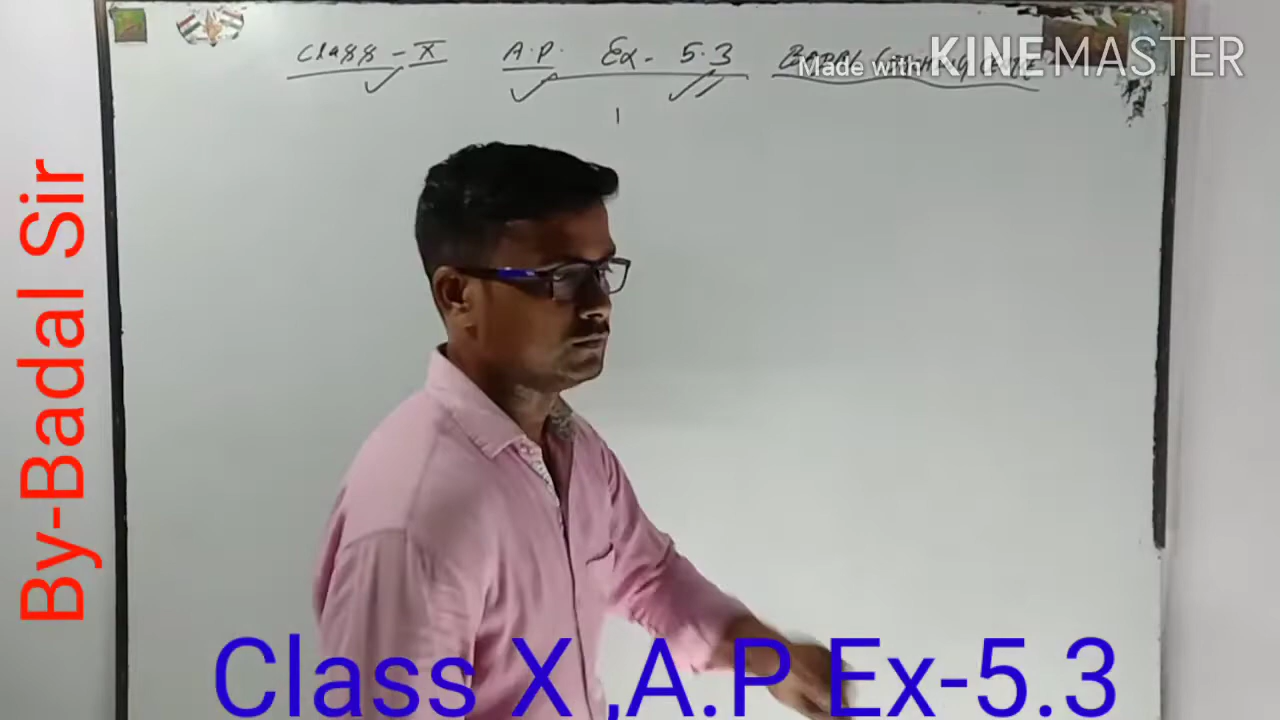 Class - X A.P. Ex - 5.3
Made with KINEMASTER
By-Badal Sir
Class X ,A.P Ex-5.3